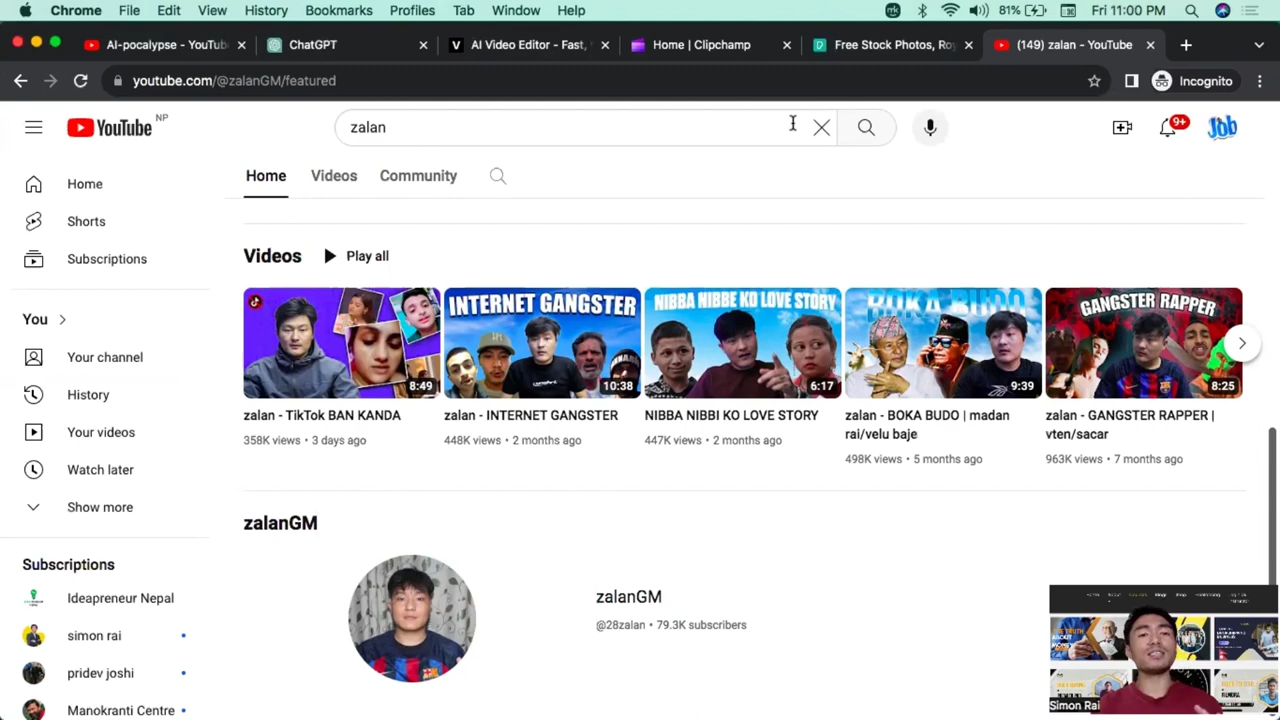 Chrome File Edit View History Bookmarks Profiles Tab Window Help 81% Fri 11:00 PM
AI-pocalypse - YouTub ChatGPT AI Video Editor - Fast, Home | Clipchamp Free Stock Photos, Ro (149) zalan - YouTube
youtube.com/@zalanGM/featured Incognito
YouTube NP
zalan
9+
Job
Home Videos Community
Home
Shorts
Subscriptions
You
Your channel
History
Your videos
Watch later
Show more
Subscriptions
Ideapreneur Nepal
simon rai
pridev joshi
Manokranti Centre
Videos Play all
8:49
zalan - TikTok BAN KANDA
358K views • 3 days ago
INTERNET GANGSTER
10:38
zalan - INTERNET GANGSTER
448K views • 2 months ago
NIBBA NIBBE KO LOVE STORY
6:17
NIBBA NIBBI KO LOVE STORY
447K views • 2 months ago
BOKA BUDO
9:39
zalan - BOKA BUDO | madan
rai/velu baje
498K views • 5 months ago
GANGSTER RAPPER
8:25
zalan - GANGSTER RAPPER |
vten/sacar
963K views • 7 months ago
zalanGM
zalanGM
@28zalan • 79.3K subscribers
Simon Rai